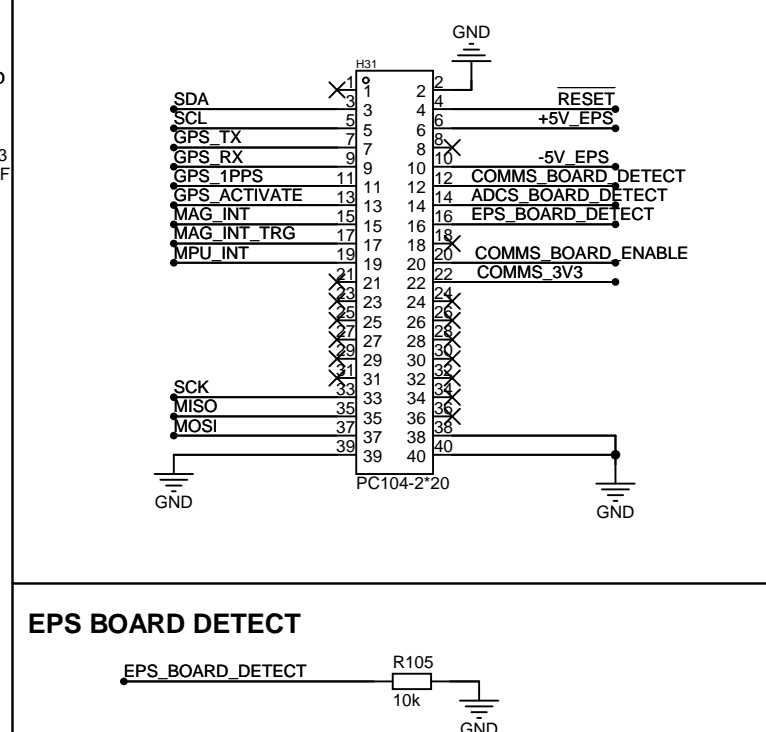 GND
H31
1 1 2 2
SDA 3 3 4 4 RESET
SCL 5 5 6 6 +5V_EPS
GPS_TX 7 7 8 8
GPS_RX 9 9 10 10 -5V_EPS
GPS_1PPS 11 11 12 12 COMMS_BOARD_DETECT
GPS_ACTIVATE 13 13 14 14 ADCS_BOARD_DETECT
MAG_INT 15 15 16 16 EPS_BOARD_DETECT
MAG_INT_TRG 17 17 18 18
MPU_INT 19 19 20 20 COMMS_BOARD_ENABLE
21 21 22 22 COMMS_3V3
23 23 24 24
25 25 26 26
27 27 28 28
29 29 30 30
31 31 32 32
SCK 33 33 34 34
MISO 35 35 36 36
MOSI 37 37 38 38
39 39 40 40
PC104-2*20
GND
GND
3
F
EPS BOARD DETECT
EPS_BOARD_DETECT
R105
10k
GND